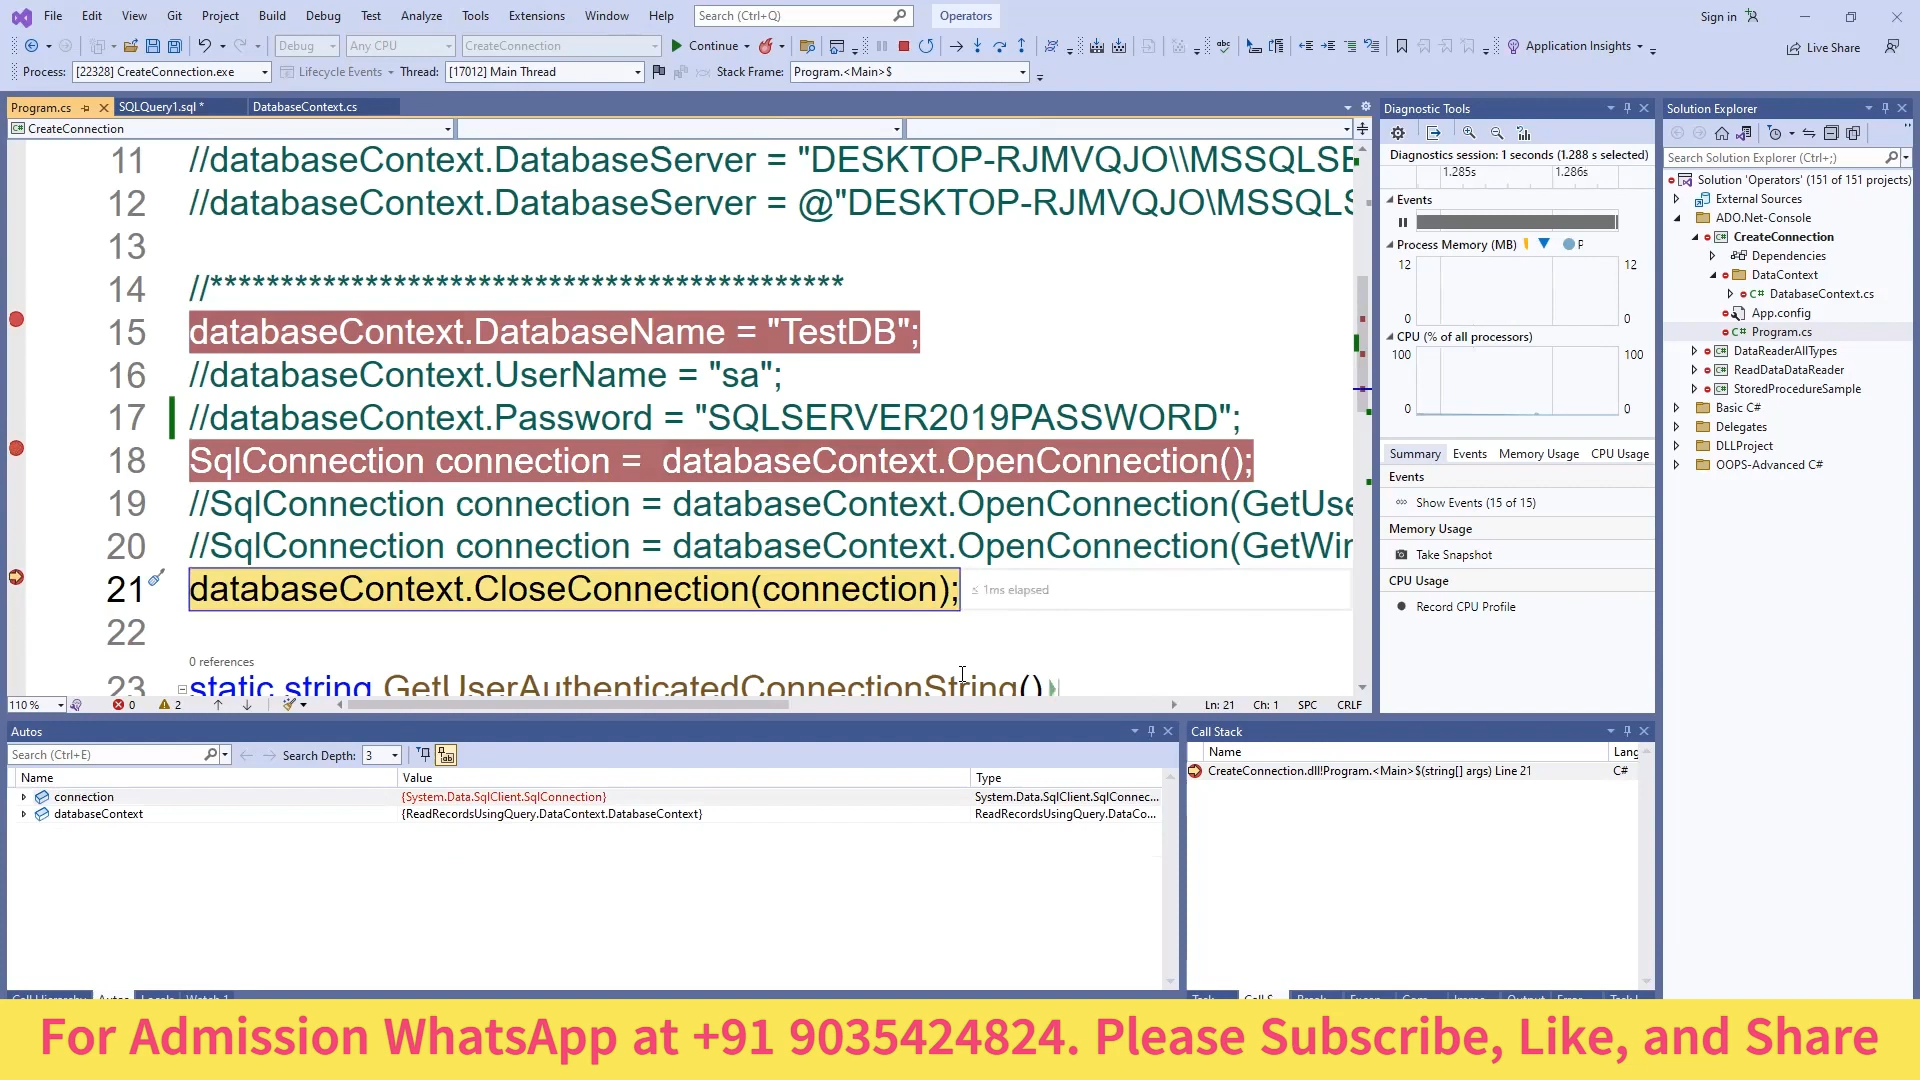 File Edit View Git Project Build Debug Test Analyze Tools Extensions Window Help Search (Ctrl+Q) Operators Sign in
Debug Any CPU CreateConnection Continue Application Insights Live Share
Process: [22328] CreateConnection.exe Lifecycle Events Thread: [17012] Main Thread Stack Frame: Program.<Main>$
Program.cs SQLQuery1.sql * DatabaseContext.cs
CreateConnection
11 //databaseContext.DatabaseServer = "DESKTOP-RJMVQJO\\MSSQLSE
12 //databaseContext.DatabaseServer = @"DESKTOP-RJMVQJO\MSSQLS
13
14 //*********************************************
15 databaseContext.DatabaseName = "TestDB";
16 //databaseContext.UserName = "sa";
17 //databaseContext.Password = "SQLSERVER2019PASSWORD";
18 SqlConnection connection =  databaseContext.OpenConnection();
19 //SqlConnection connection = databaseContext.OpenConnection(GetUse
20 //SqlConnection connection = databaseContext.OpenConnection(GetWin
21 databaseContext.CloseConnection(connection); ≤ 1ms elapsed
22
0 references
23 static string GetUserAuthenticatedConnectionString()
110 % 0 2 Ln: 21 Ch: 1 SPC CRLF
Diagnostic Tools
Diagnostics session: 1 seconds (1.288 s selected)
1.285s 1.286s
Events
Process Memory (MB) P
12 12
0 0
CPU (% of all processors)
100 100
0 0
Summary Events Memory Usage CPU Usage
Events
Show Events (15 of 15)
Memory Usage
Take Snapshot
CPU Usage
Record CPU Profile
Solution Explorer
Search Solution Explorer (Ctrl+;)
Solution 'Operators' (151 of 151 projects)
External Sources
ADO.Net-Console
CreateConnection
Dependencies
DataContext
DatabaseContext.cs
App.config
Program.cs
DataReaderAllTypes
ReadDataDataReader
StoredProcedureSample
Basic C#
Delegates
DLLProject
OOPS-Advanced C#
Autos
Search (Ctrl+E) Search Depth: 3
Name Value Type
connection {System.Data.SqlClient.SqlConnection} System.Data.SqlClient.SqlConnec...
databaseContext {ReadRecordsUsingQuery.DataContext.DatabaseContext} ReadRecordsUsingQuery.DataCo...
Call Stack
Name Lang
CreateConnection.dll!Program.<Main>$(string[] args) Line 21 C#
For Admission WhatsApp at +91 9035424824. Please Subscribe, Like, and Share